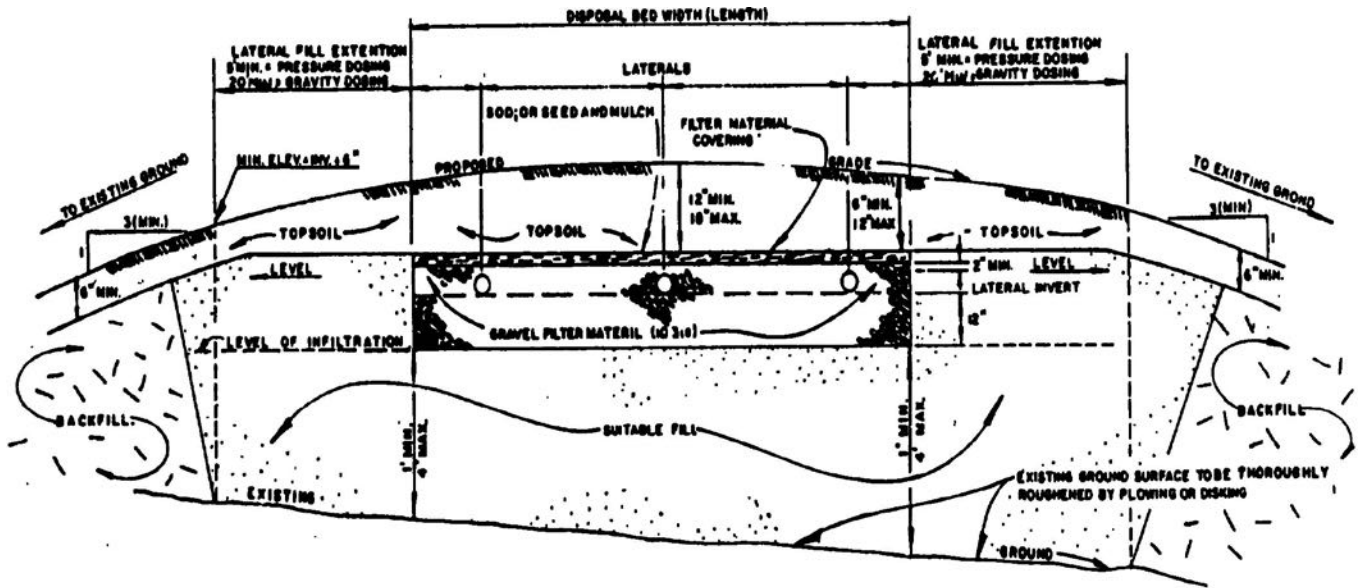 DISPOSAL BED WIDTH (LENGTH)
LATERAL FILL EXTENTION
5' MIN. = PRESSURE DOSING
20' MIN. = GRAVITY DOSING
LATERALS
LATERAL FILL EXTENTION
5' MIN. = PRESSURE DOSING
MIN. = GRAVITY DOSING
SOD; OR SEED AND MULCH
FILTER MATERIAL
COVERING
MIN. ELEV. = INV. + 6"
PROPOSED
GRADE
TO EXISTING GROUND
TO EXISTING GROND
3 (MIN.)
1
3 (MIN)
1
12" MIN.
18" MAX.
6" MIN.
12" MAX
TOPSOIL
TOPSOIL
TOPSOIL
LEVEL
2" MIN.
LEVEL
6" MIN.
6" MIN.
LATERAL INVERT
12"
GRAVEL FILTER MATERIL
LEVEL OF INFILTRATION
BACKFILL.
SUITABLE FILL
BACKFILL
1' MIN.
4' MAX.
1' MIN
4' MAX.
EXISTING GROUND SURFACE TO BE THOROUGHLY
ROUGHENED BY PLOWING OR DISKING
EXISTING
GROUND